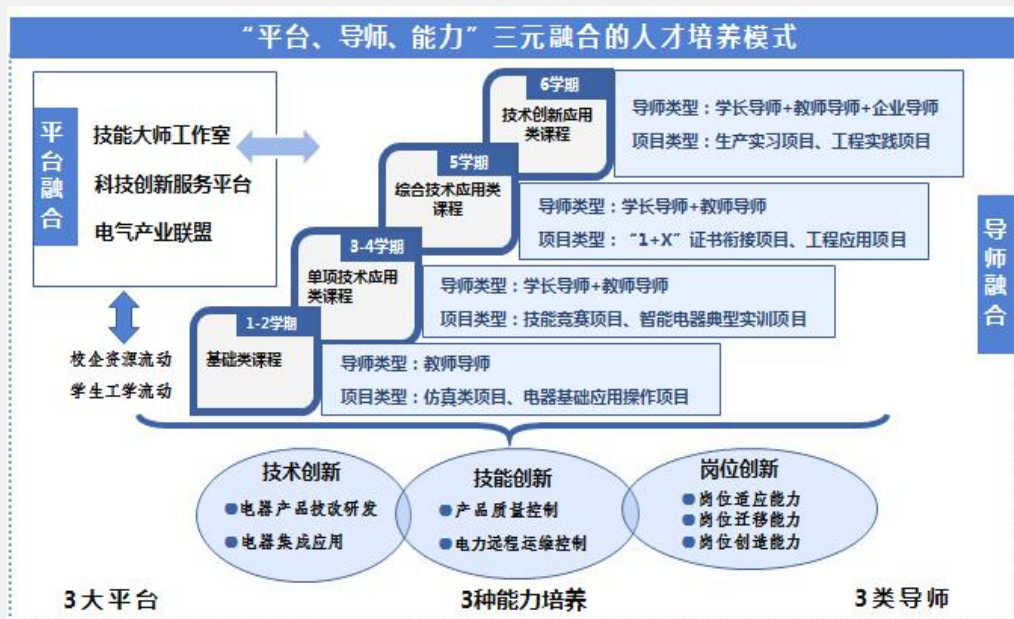 “平台、导师、能力”三元融合的人才培养模式
平台融合
技能大师工作室
科技创新服务平台
电气产业联盟
校企资源流动
学生工学流动
6学期
技术创新应用
类课程
导师类型：学长导师+教师导师+企业导师
项目类型：生产实习项目、工程实践项目
5学期
综合技术应用类
课程
导师类型：学长导师+教师导师
项目类型：“1+X”证书衔接项目、工程应用项目
3-4学期
单项技术应用
类课程
导师类型：学长导师+教师导师
项目类型：技能竞赛项目、智能电器典型实训项目
1-2学期
基础类课程
导师类型：教师导师
项目类型：仿真类项目、电器基础应用操作项目
导师融合
技术创新
电器产品技改研发
电器集成应用
技能创新
产品质量控制
电力远程运维控制
岗位创新
岗位适应能力
岗位迁移能力
岗位创造能力
3大平台
3种能力培养
3类导师